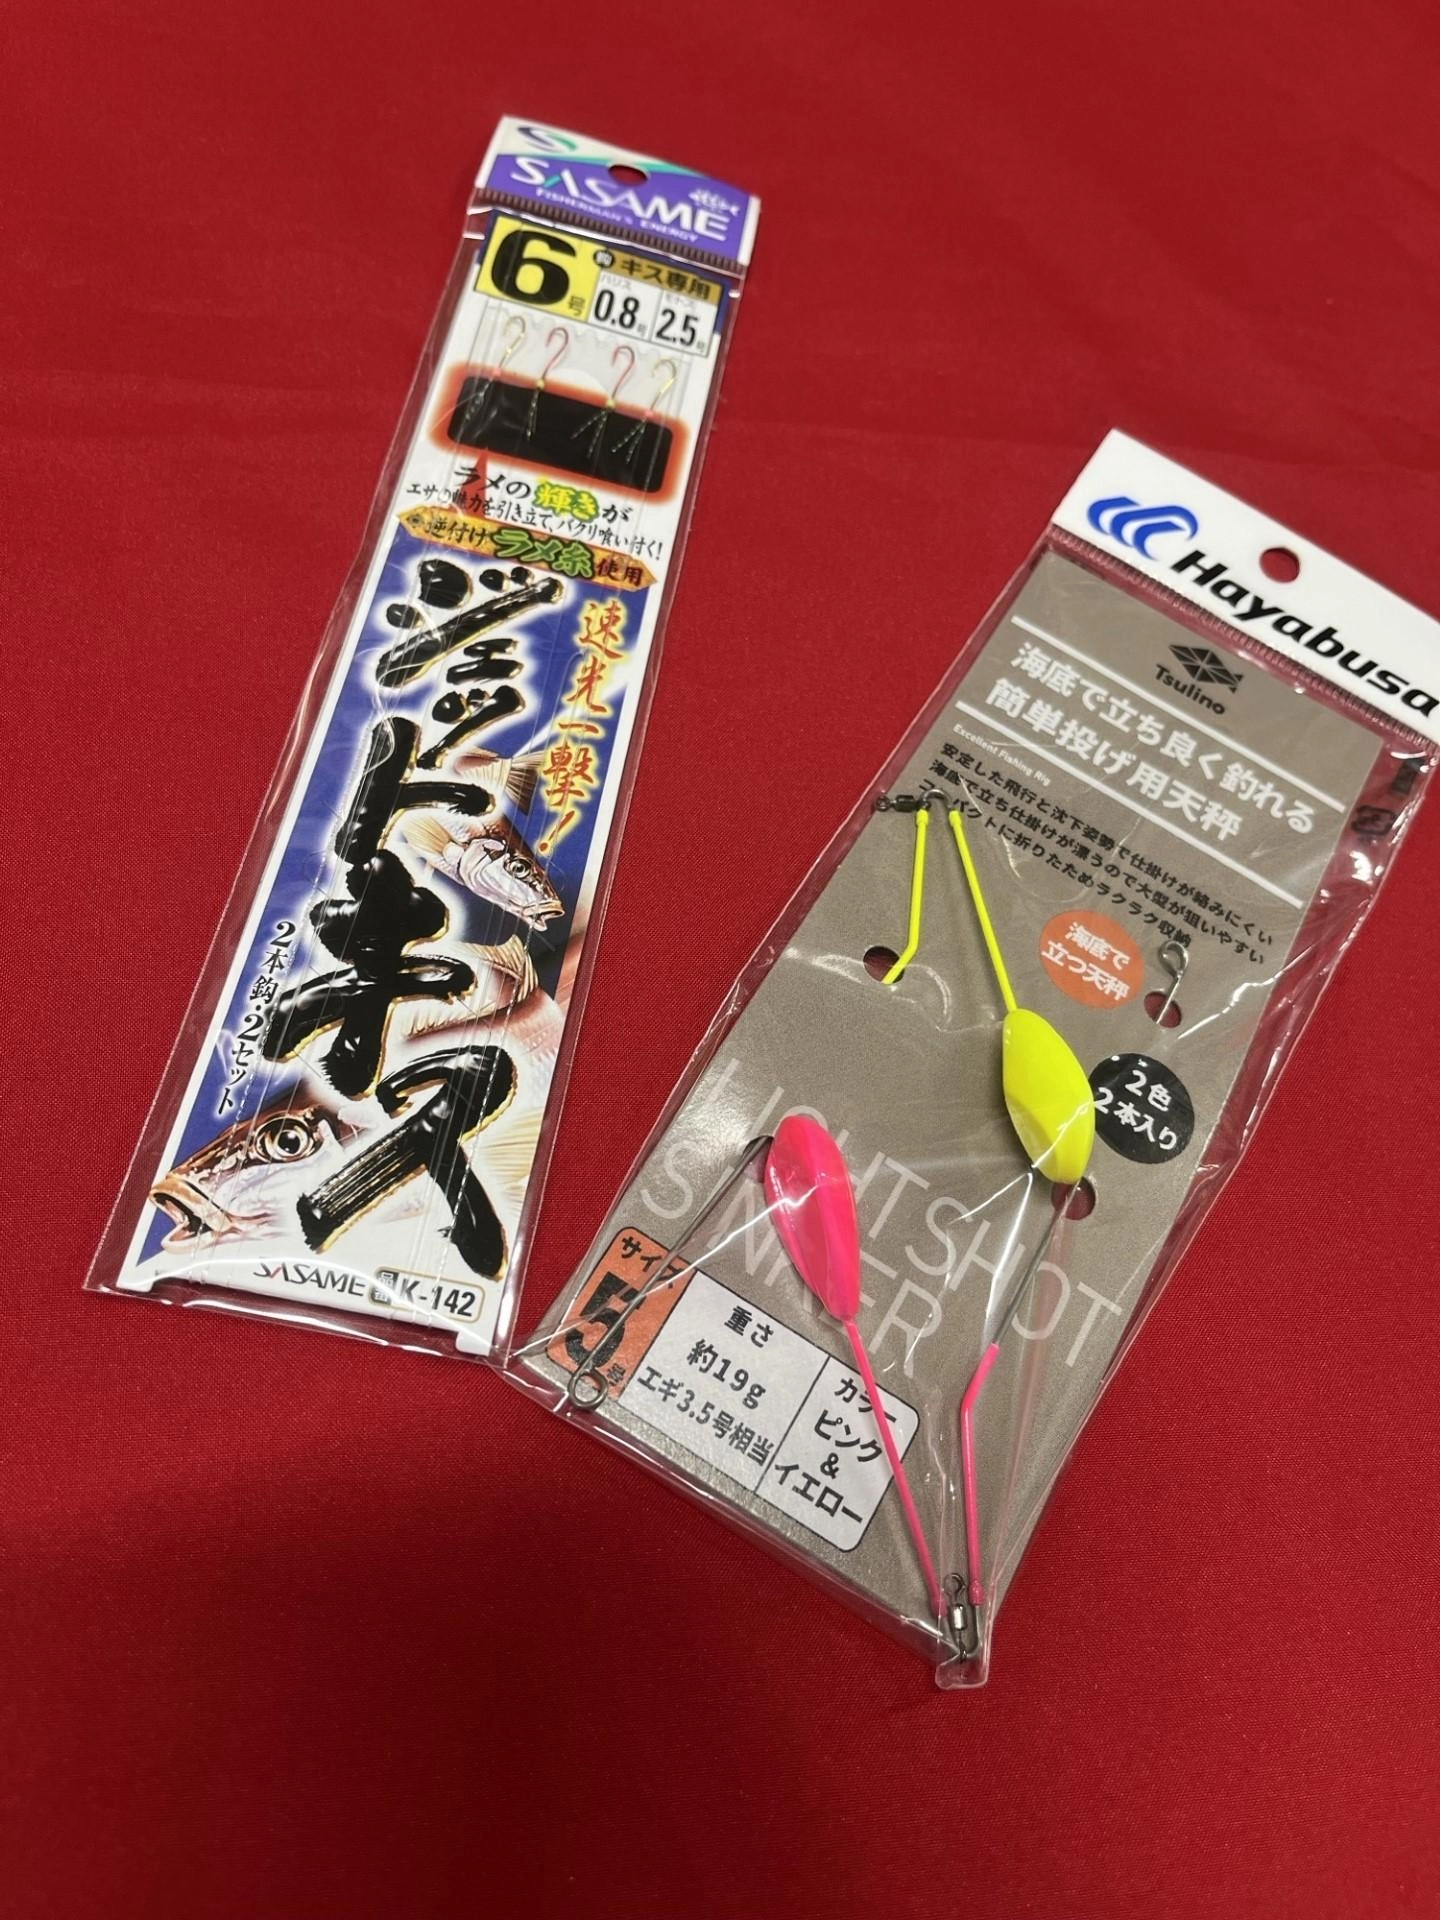 SASAME
FISHERMAN'S ENERGY
6号
鈎 キス専用
ハリス 0.8号
モトス 2.5号
ラメの輝きが
エサの魅力を引き立て、パクリ喰い付く!
逆付けラメ糸使用
速光一撃!
ジェットキス
2本鈎・2セット
SASAME 品番 K-142
Hayabusa
Tsulino
海底で立ち良く釣れる
簡単投げ用天秤
Excellent Fishing Rig
安定した飛行と沈下姿勢で仕掛けが絡みにくい
海底で立ち仕掛けが漂うので大型が狙いやすい
コンパクトに折りたためラクラク収納
海底で
立つ天秤
2色
2本入り
LIGHTSHOT
SINKER
サイズ
5号
重さ
約19g
エギ3.5号相当
カラー
ピンク
&
イエロー